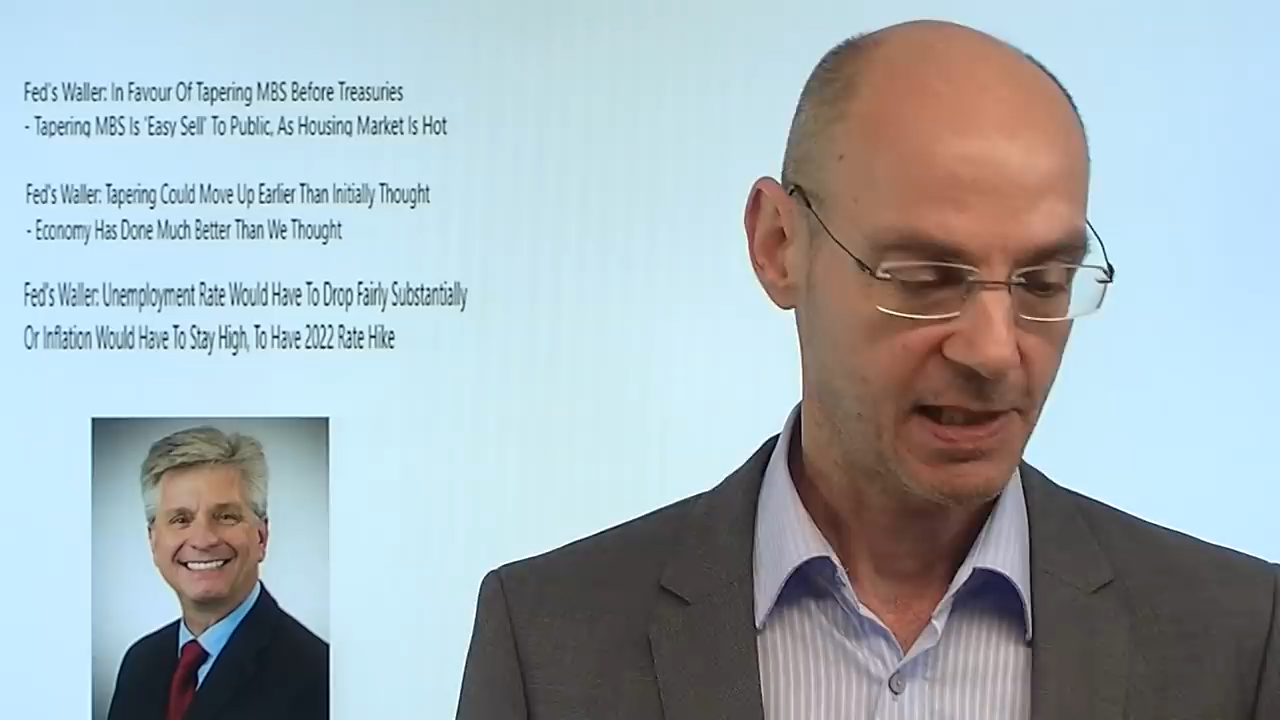 Fed's Waller: In Favour Of Tapering MBS Before Treasuries
- Tapering MBS Is 'Easy Sell' To Public, As Housing Market Is Hot
Fed's Waller: Tapering Could Move Up Earlier Than Initially Thought
- Economy Has Done Much Better Than We Thought
Fed's Waller: Unemployment Rate Would Have To Drop Fairly Substantially
Or Inflation Would Have To Stay High, To Have 2022 Rate Hike